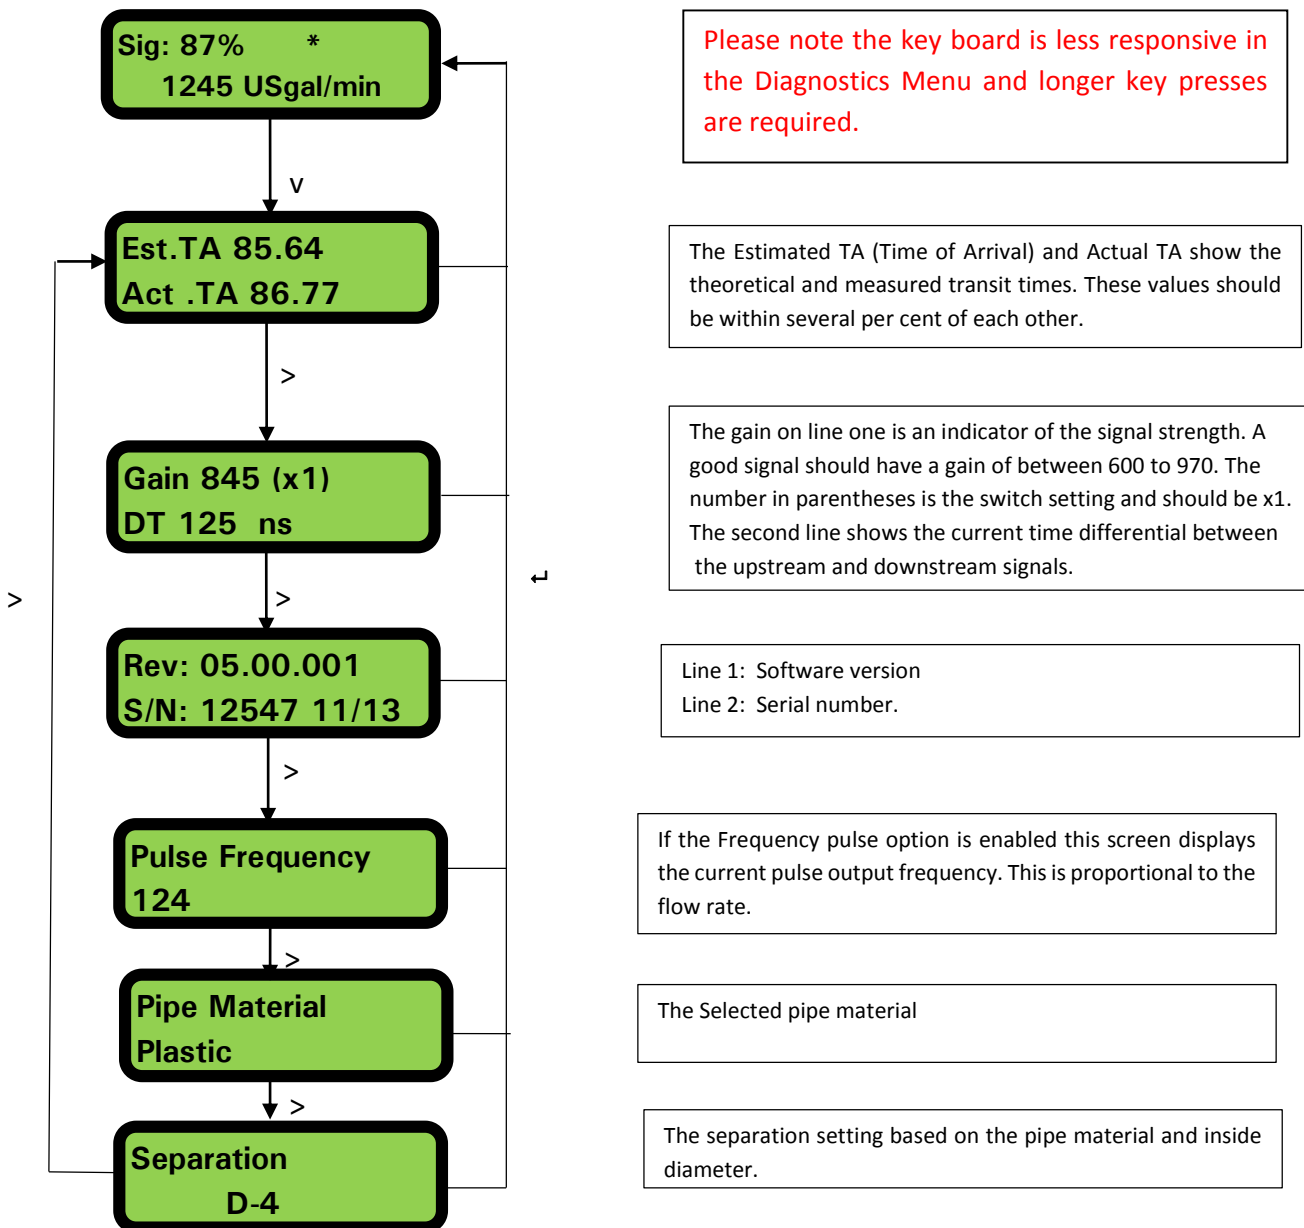 Sig: 87% *
1245 USgal/min
Please note the key board is less responsive in
the Diagnostics Menu and longer key presses
are required.
v
Est.TA 85.64
Act .TA 86.77
The Estimated TA (Time of Arrival) and Actual TA show the
theoretical and measured transit times. These values should
be within several per cent of each other.
>
Gain 845 (x1)
DT 125 ns
The gain on line one is an indicator of the signal strength. A
good signal should have a gain of between 600 to 970. The
number in parentheses is the switch setting and should be x1.
The second line shows the current time differential between
the upstream and downstream signals.
↵
>
>
Rev: 05.00.001
S/N: 12547 11/13
Line 1: Software version
Line 2: Serial number.
>
Pulse Frequency
124
If the Frequency pulse option is enabled this screen displays
the current pulse output frequency. This is proportional to the
flow rate.
>
Pipe Material
Plastic
The Selected pipe material
>
Separation
D-4
The separation setting based on the pipe material and inside
diameter.